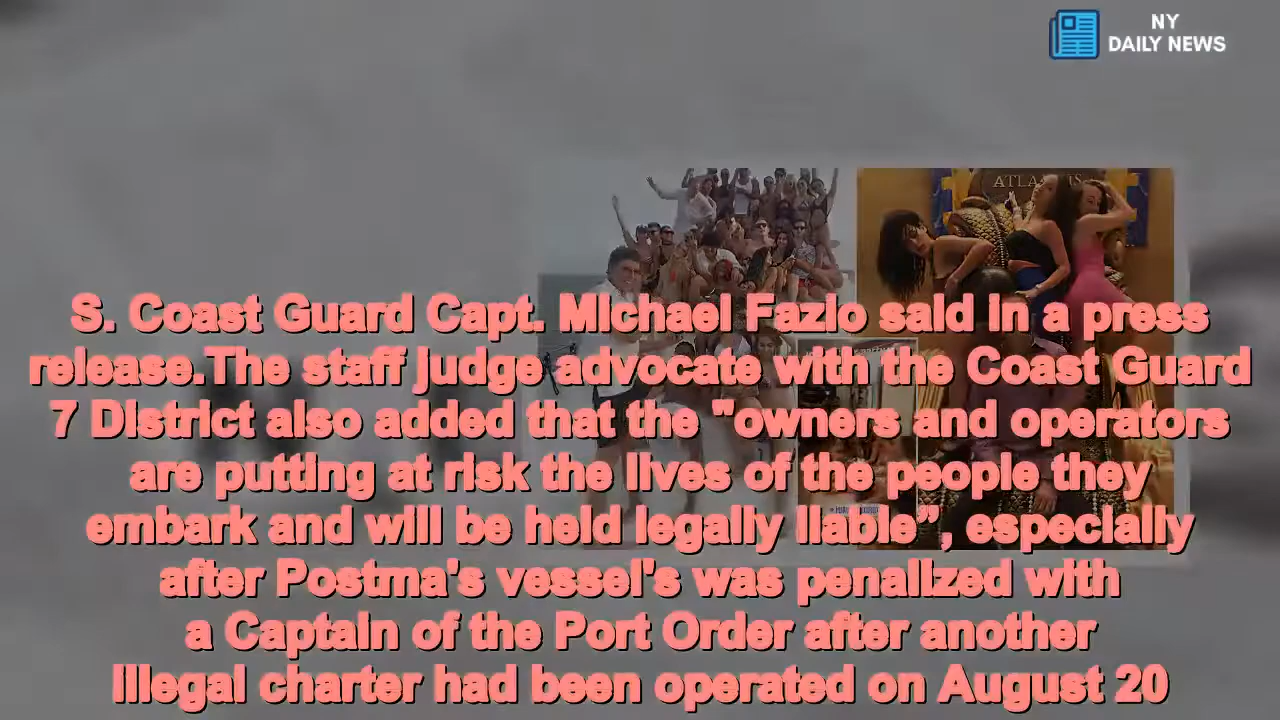 NY
DAILY NEWS
ATLANTIS
S. Coast Guard Capt. Michael Fazio said in a press
release.The staff judge advocate with the Coast Guard
7 District also added that the "owners and operators
are putting at risk the lives of the people they
embark and will be held legally liable”, especially
after Postma's vessel's was penalized with
a Captain of the Port Order after another
illegal charter had been operated on August 20